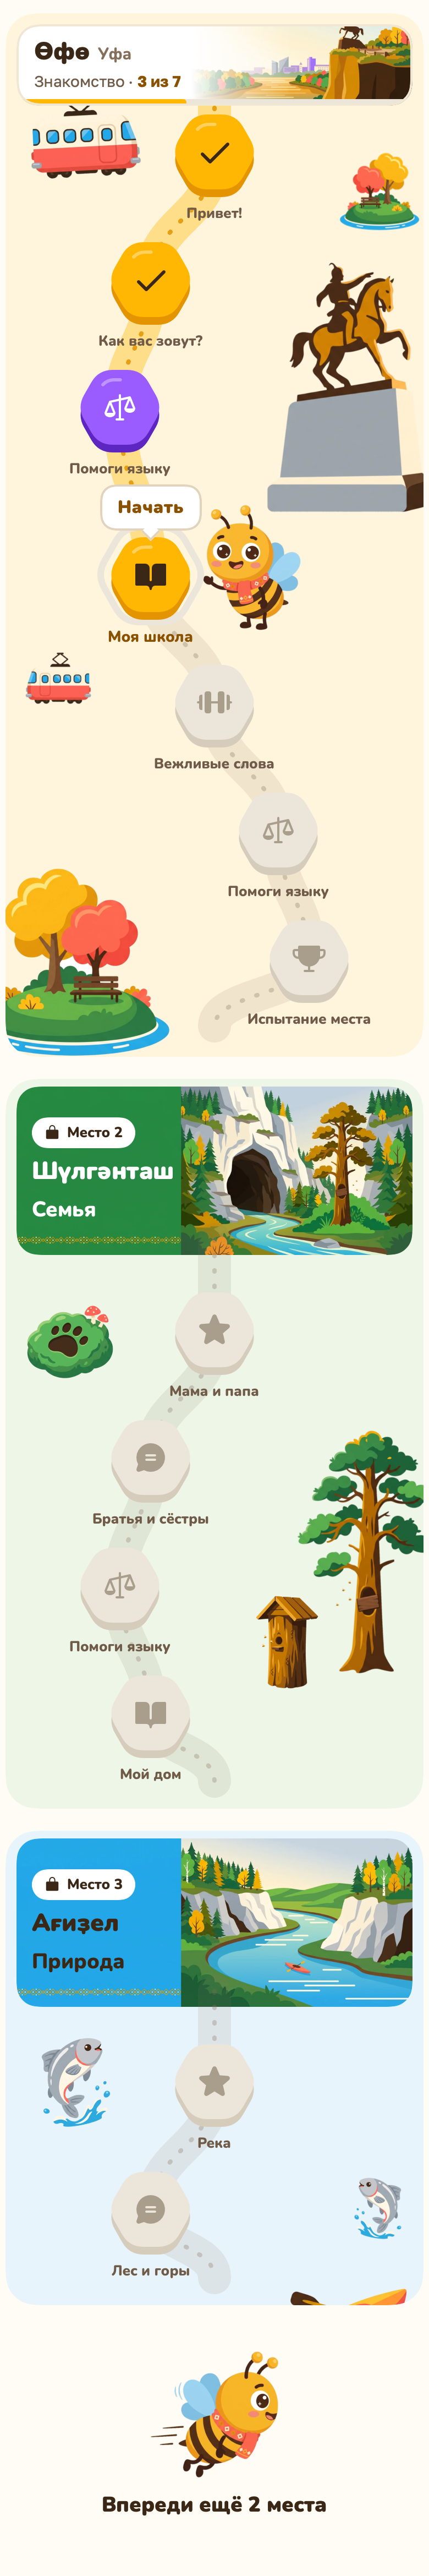 Өфө Уфа
Знакомство · 3 из 7
Привет!
Как вас зовут?
Помоги языку
Начать
Моя школа
Вежливые слова
Помоги языку
Испытание места
Место 2
Шүлгәнташ
Семья
Мама и папа
Братья и сёстры
Помоги языку
Мой дом
Место 3
Ағиҙел
Природа
Река
Лес и горы
Впереди ещё 2 места